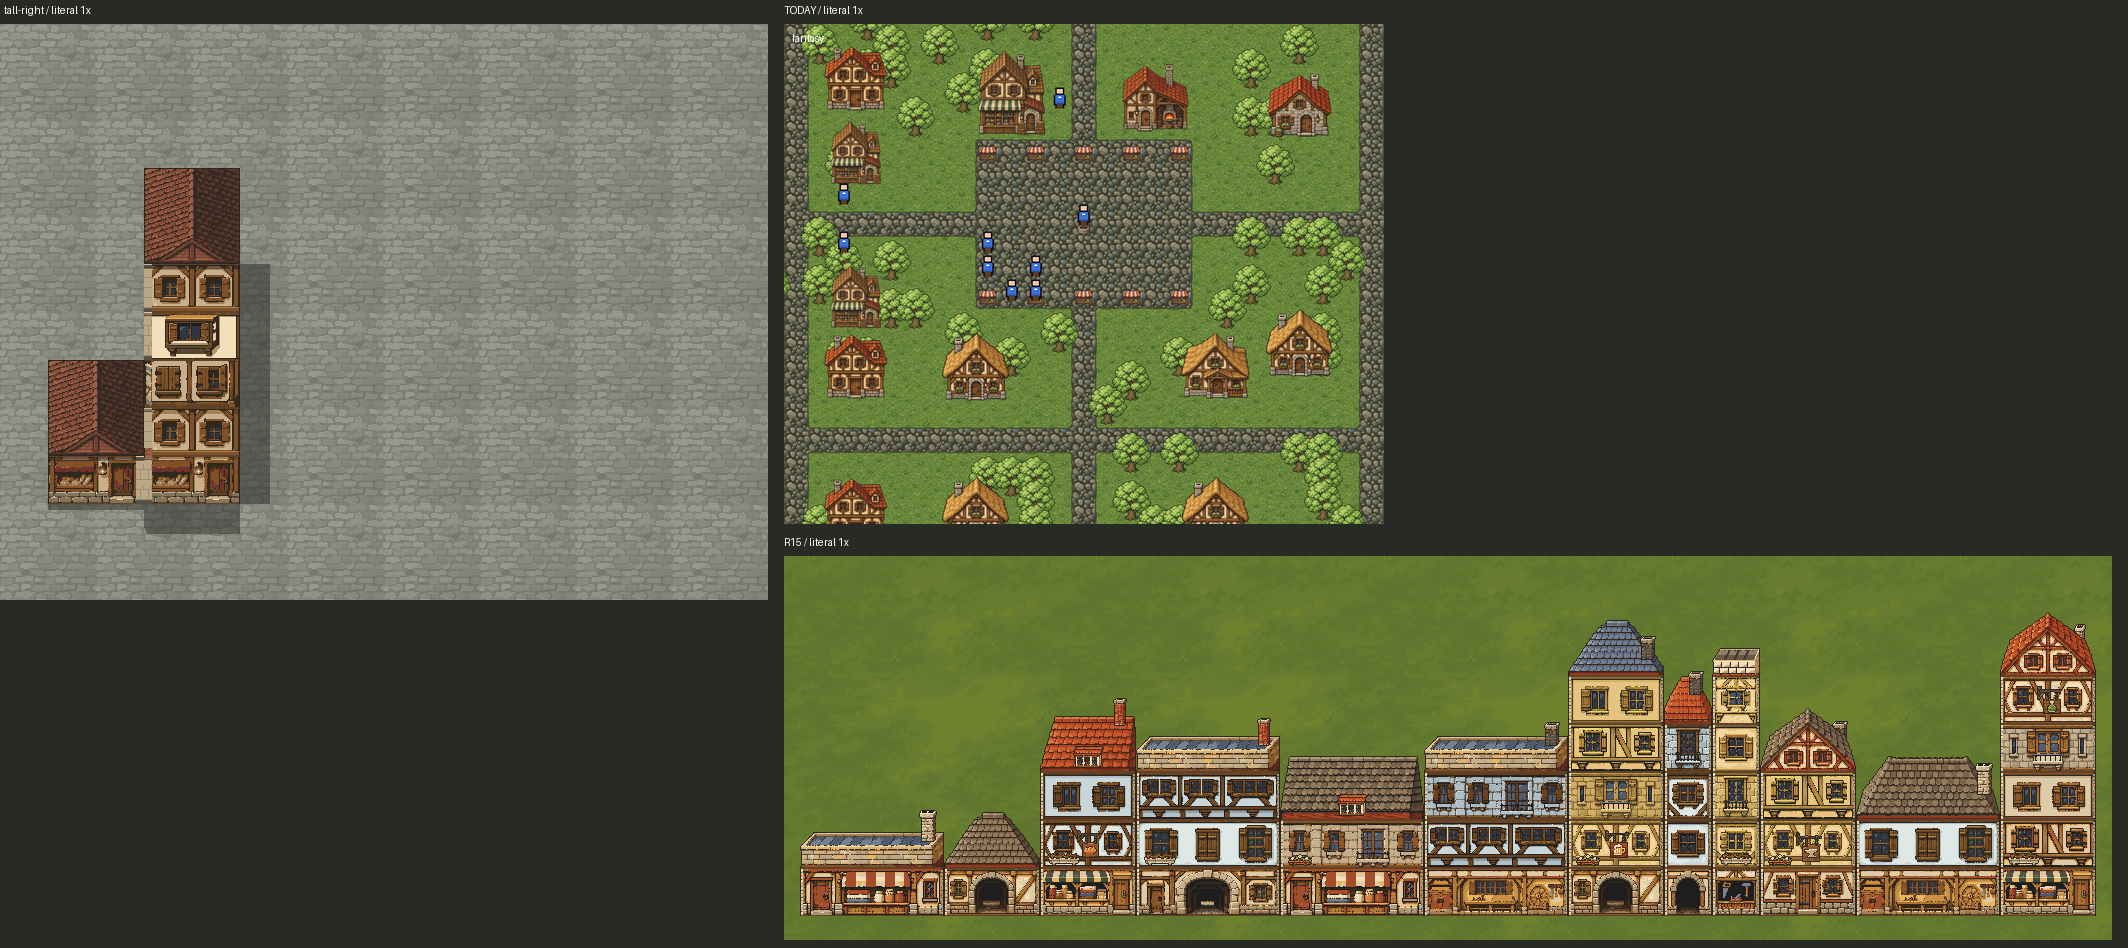 tall-right / literal 1x
TODAY / literal 1x
fantasy
R15 / literal 1x